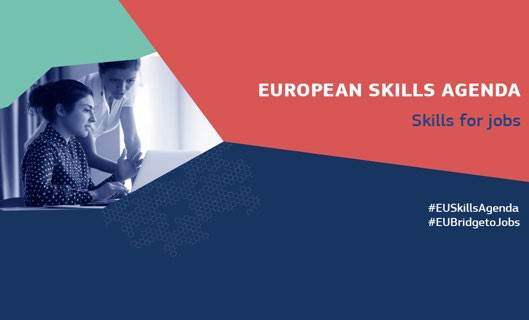 EUROPEAN SKILLS AGENDA
Skills for jobs
#EUSkillsAgenda
#EUBridgetoJobs